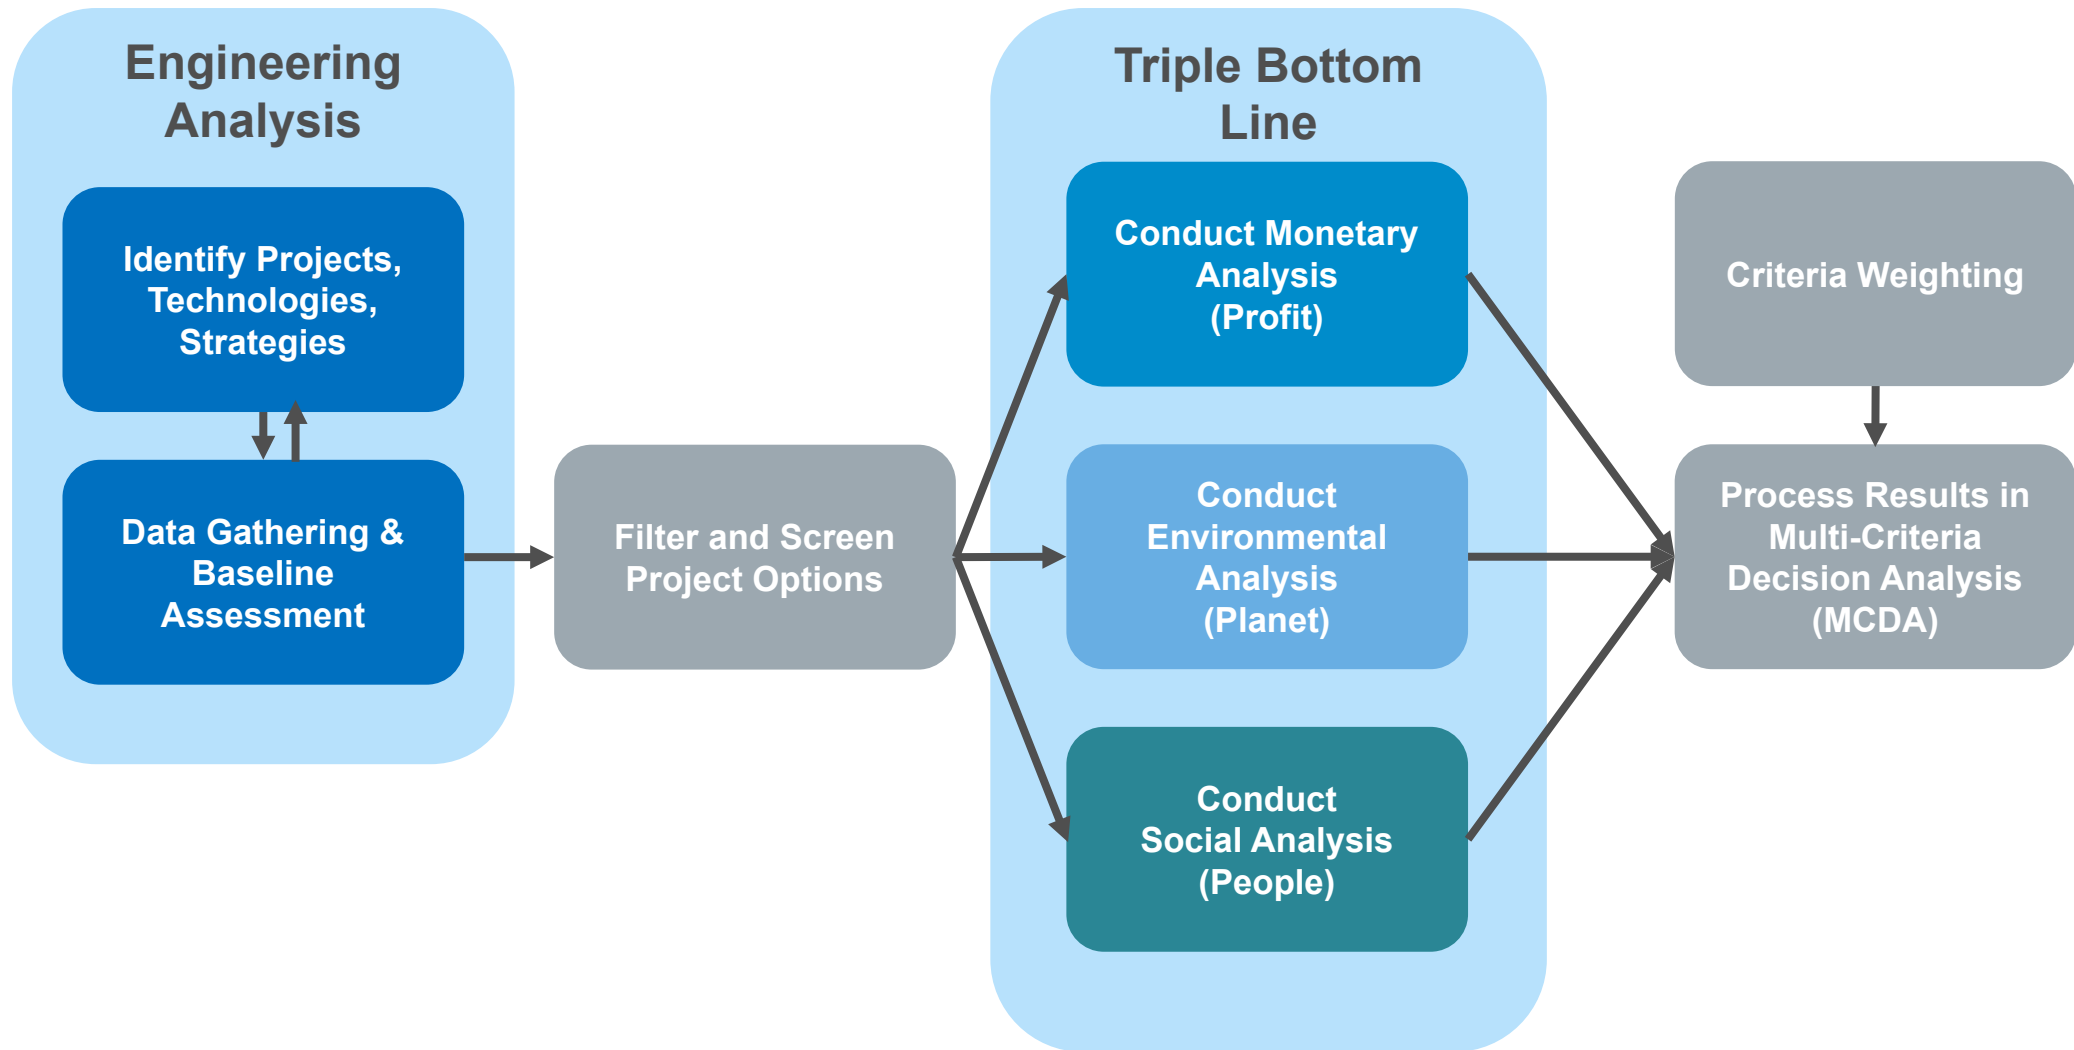 Engineering
Analysis
Identify Projects,
Technologies,
Strategies
Data Gathering &
Baseline
Assessment
Filter and Screen
Project Options
Triple Bottom
Line
Conduct Monetary
Analysis
(Profit)
Conduct
Environmental
Analysis
(Planet)
Conduct
Social Analysis
(People)
Criteria Weighting
Process Results in
Multi-Criteria
Decision Analysis
(MCDA)